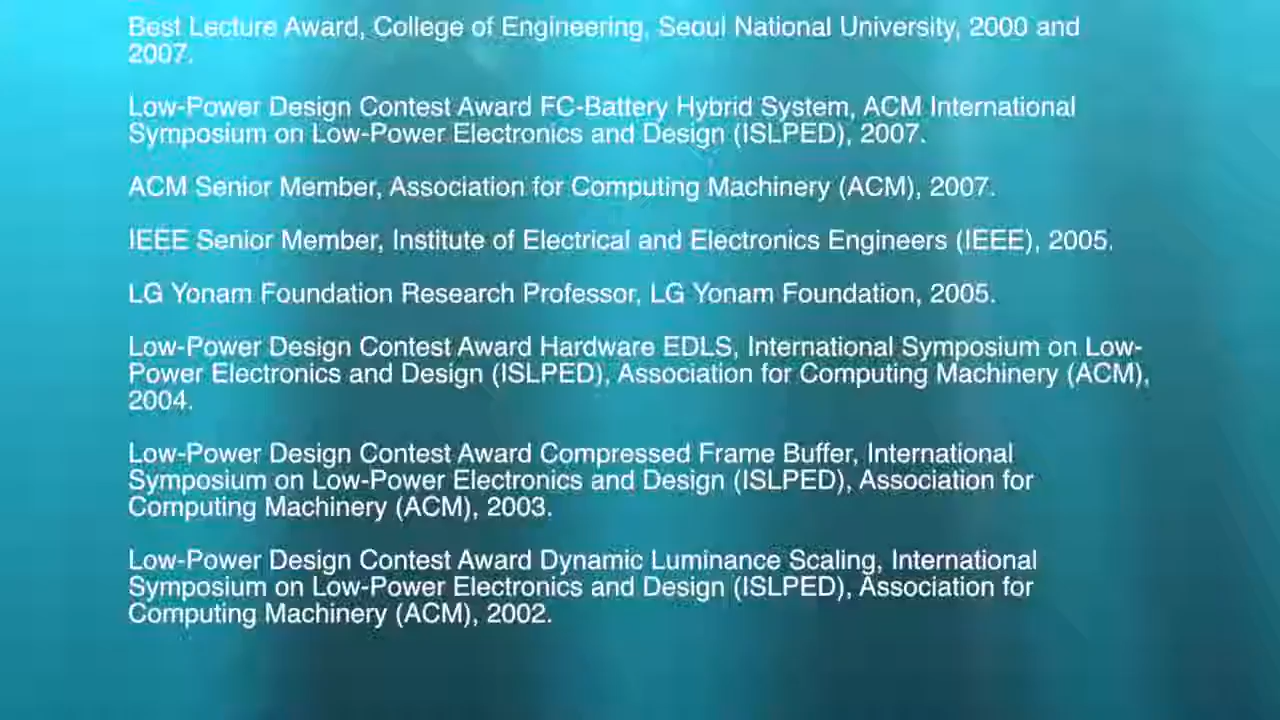 Best Lecture Award, College of Engineering, Seoul National University, 2000 and
2007.
Low-Power Design Contest Award FC-Battery Hybrid System, ACM International
Symposium on Low-Power Electronics and Design (ISLPED), 2007.
ACM Senior Member, Association for Computing Machinery (ACM), 2007.
IEEE Senior Member, Institute of Electrical and Electronics Engineers (IEEE), 2005.
LG Yonam Foundation Research Professor, LG Yonam Foundation, 2005.
Low-Power Design Contest Award Hardware EDLS, International Symposium on Low-
Power Electronics and Design (ISLPED), Association for Computing Machinery (ACM),
2004.
Low-Power Design Contest Award Compressed Frame Buffer, International
Symposium on Low-Power Electronics and Design (ISLPED), Association for
Computing Machinery (ACM), 2003.
Low-Power Design Contest Award Dynamic Luminance Scaling, International
Symposium on Low-Power Electronics and Design (ISLPED), Association for
Computing Machinery (ACM), 2002.